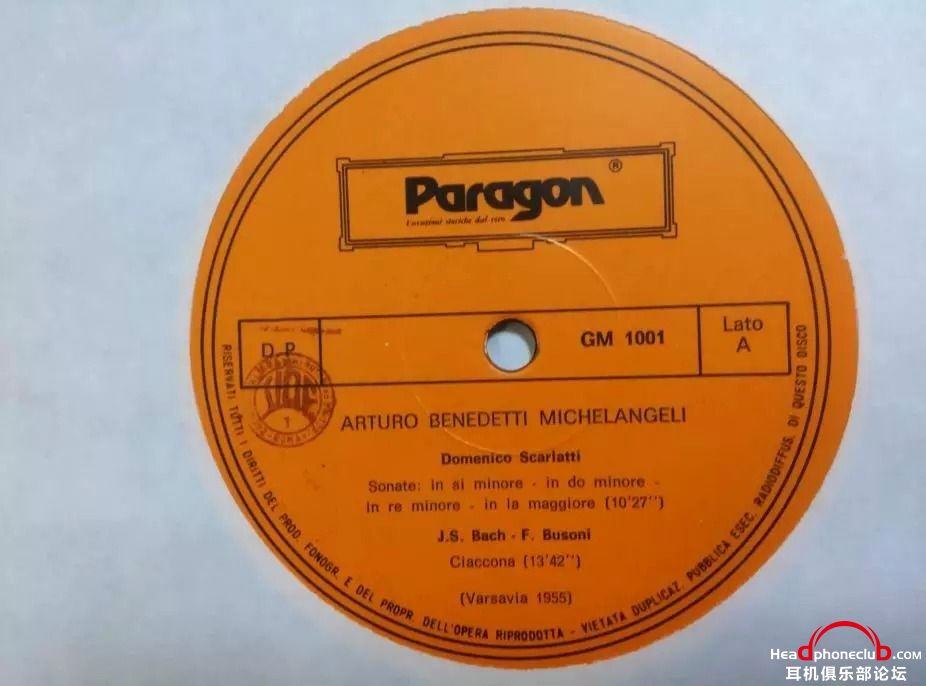 Paragon®
GM 1001
Lato
A
D.P.
ARTURO BENEDETTI MICHELANGELI
Domenico Scarlatti
Sonate: in si minore - in do minore -
in re minore - in la maggiore (10'27'')
J.S. Bach - F. Busoni
Ciaccona (13'42'')
(Varsavia 1955)
RISERVATI TUTTI I DIRITTI DEL PROD. FONOGR. E DEL PROPR. DELL'OPERA RIPRODOTTA - VIETATA DUPLICAZ. PUBBLICA ESEC. RADIODIFFUS. DI QUESTO DISCO
Headphoneclub.com
耳机俱乐部论坛